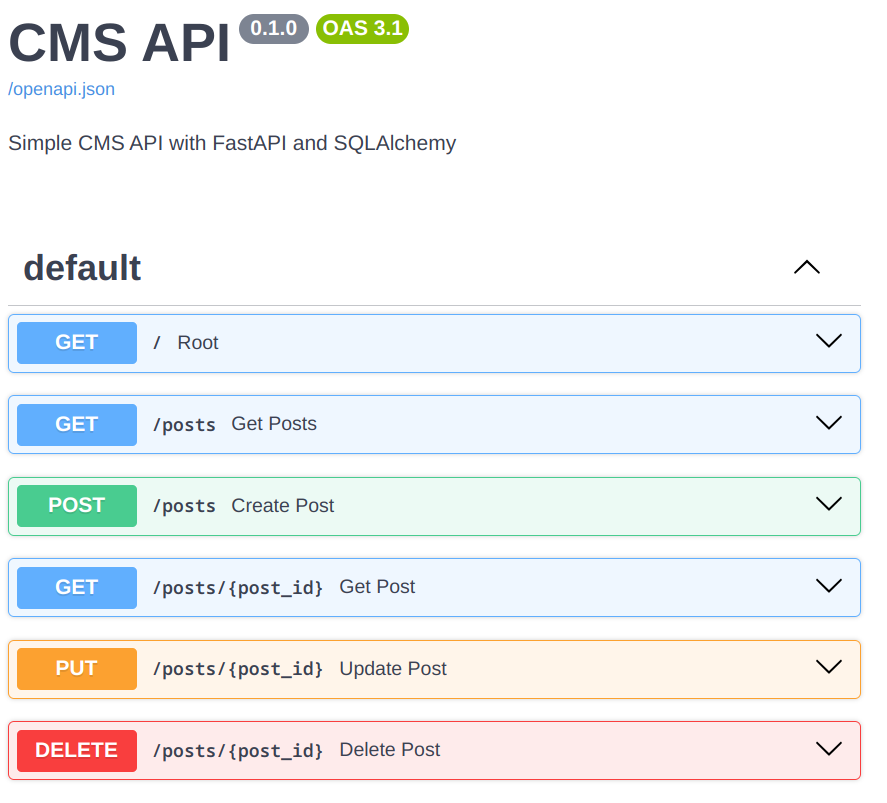 CMS API 0.1.0 OAS 3.1
/openapi.json
Simple CMS API with FastAPI and SQLAlchemy
default
GET / Root
GET /posts Get Posts
POST /posts Create Post
GET /posts/{post_id} Get Post
PUT /posts/{post_id} Update Post
DELETE /posts/{post_id} Delete Post